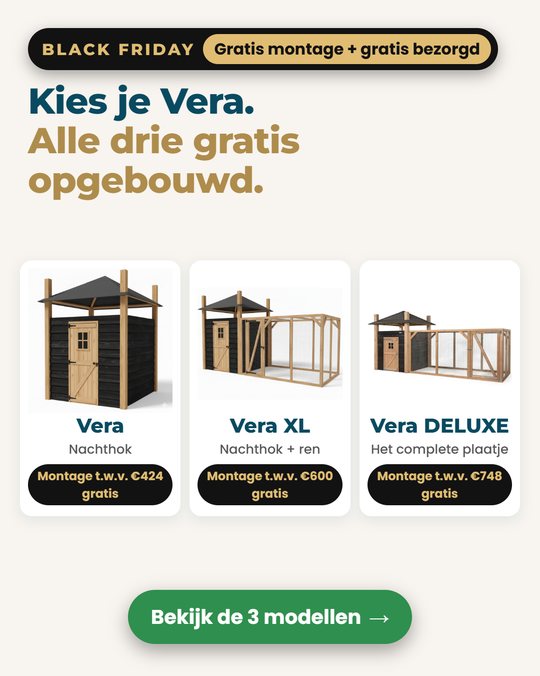 BLACK FRIDAY Gratis montage + gratis bezorgd
Kies je Vera.
Alle drie gratis
opgebouwd.
Vera
Nachthok
Montage t.w.v. €424
gratis
Vera XL
Nachthok + ren
Montage t.w.v. €600
gratis
Vera DELUXE
Het complete plaatje
Montage t.w.v. €748
gratis
Bekijk de 3 modellen →